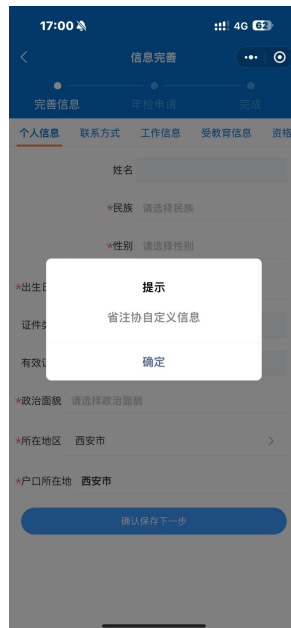 17:00
4G 62
信息完善
完善信息 年检申请 完成
个人信息 联系方式 工作信息 受教育信息 资格
姓名
*民族 请选择民族
*性别 请选择性别
*出生日
提示
省注协自定义信息
证件类
有效证
确定
*政治面貌 请选择政治面貌
*所在地区 西安市
*户口所在地 西安市
确认保存下一步